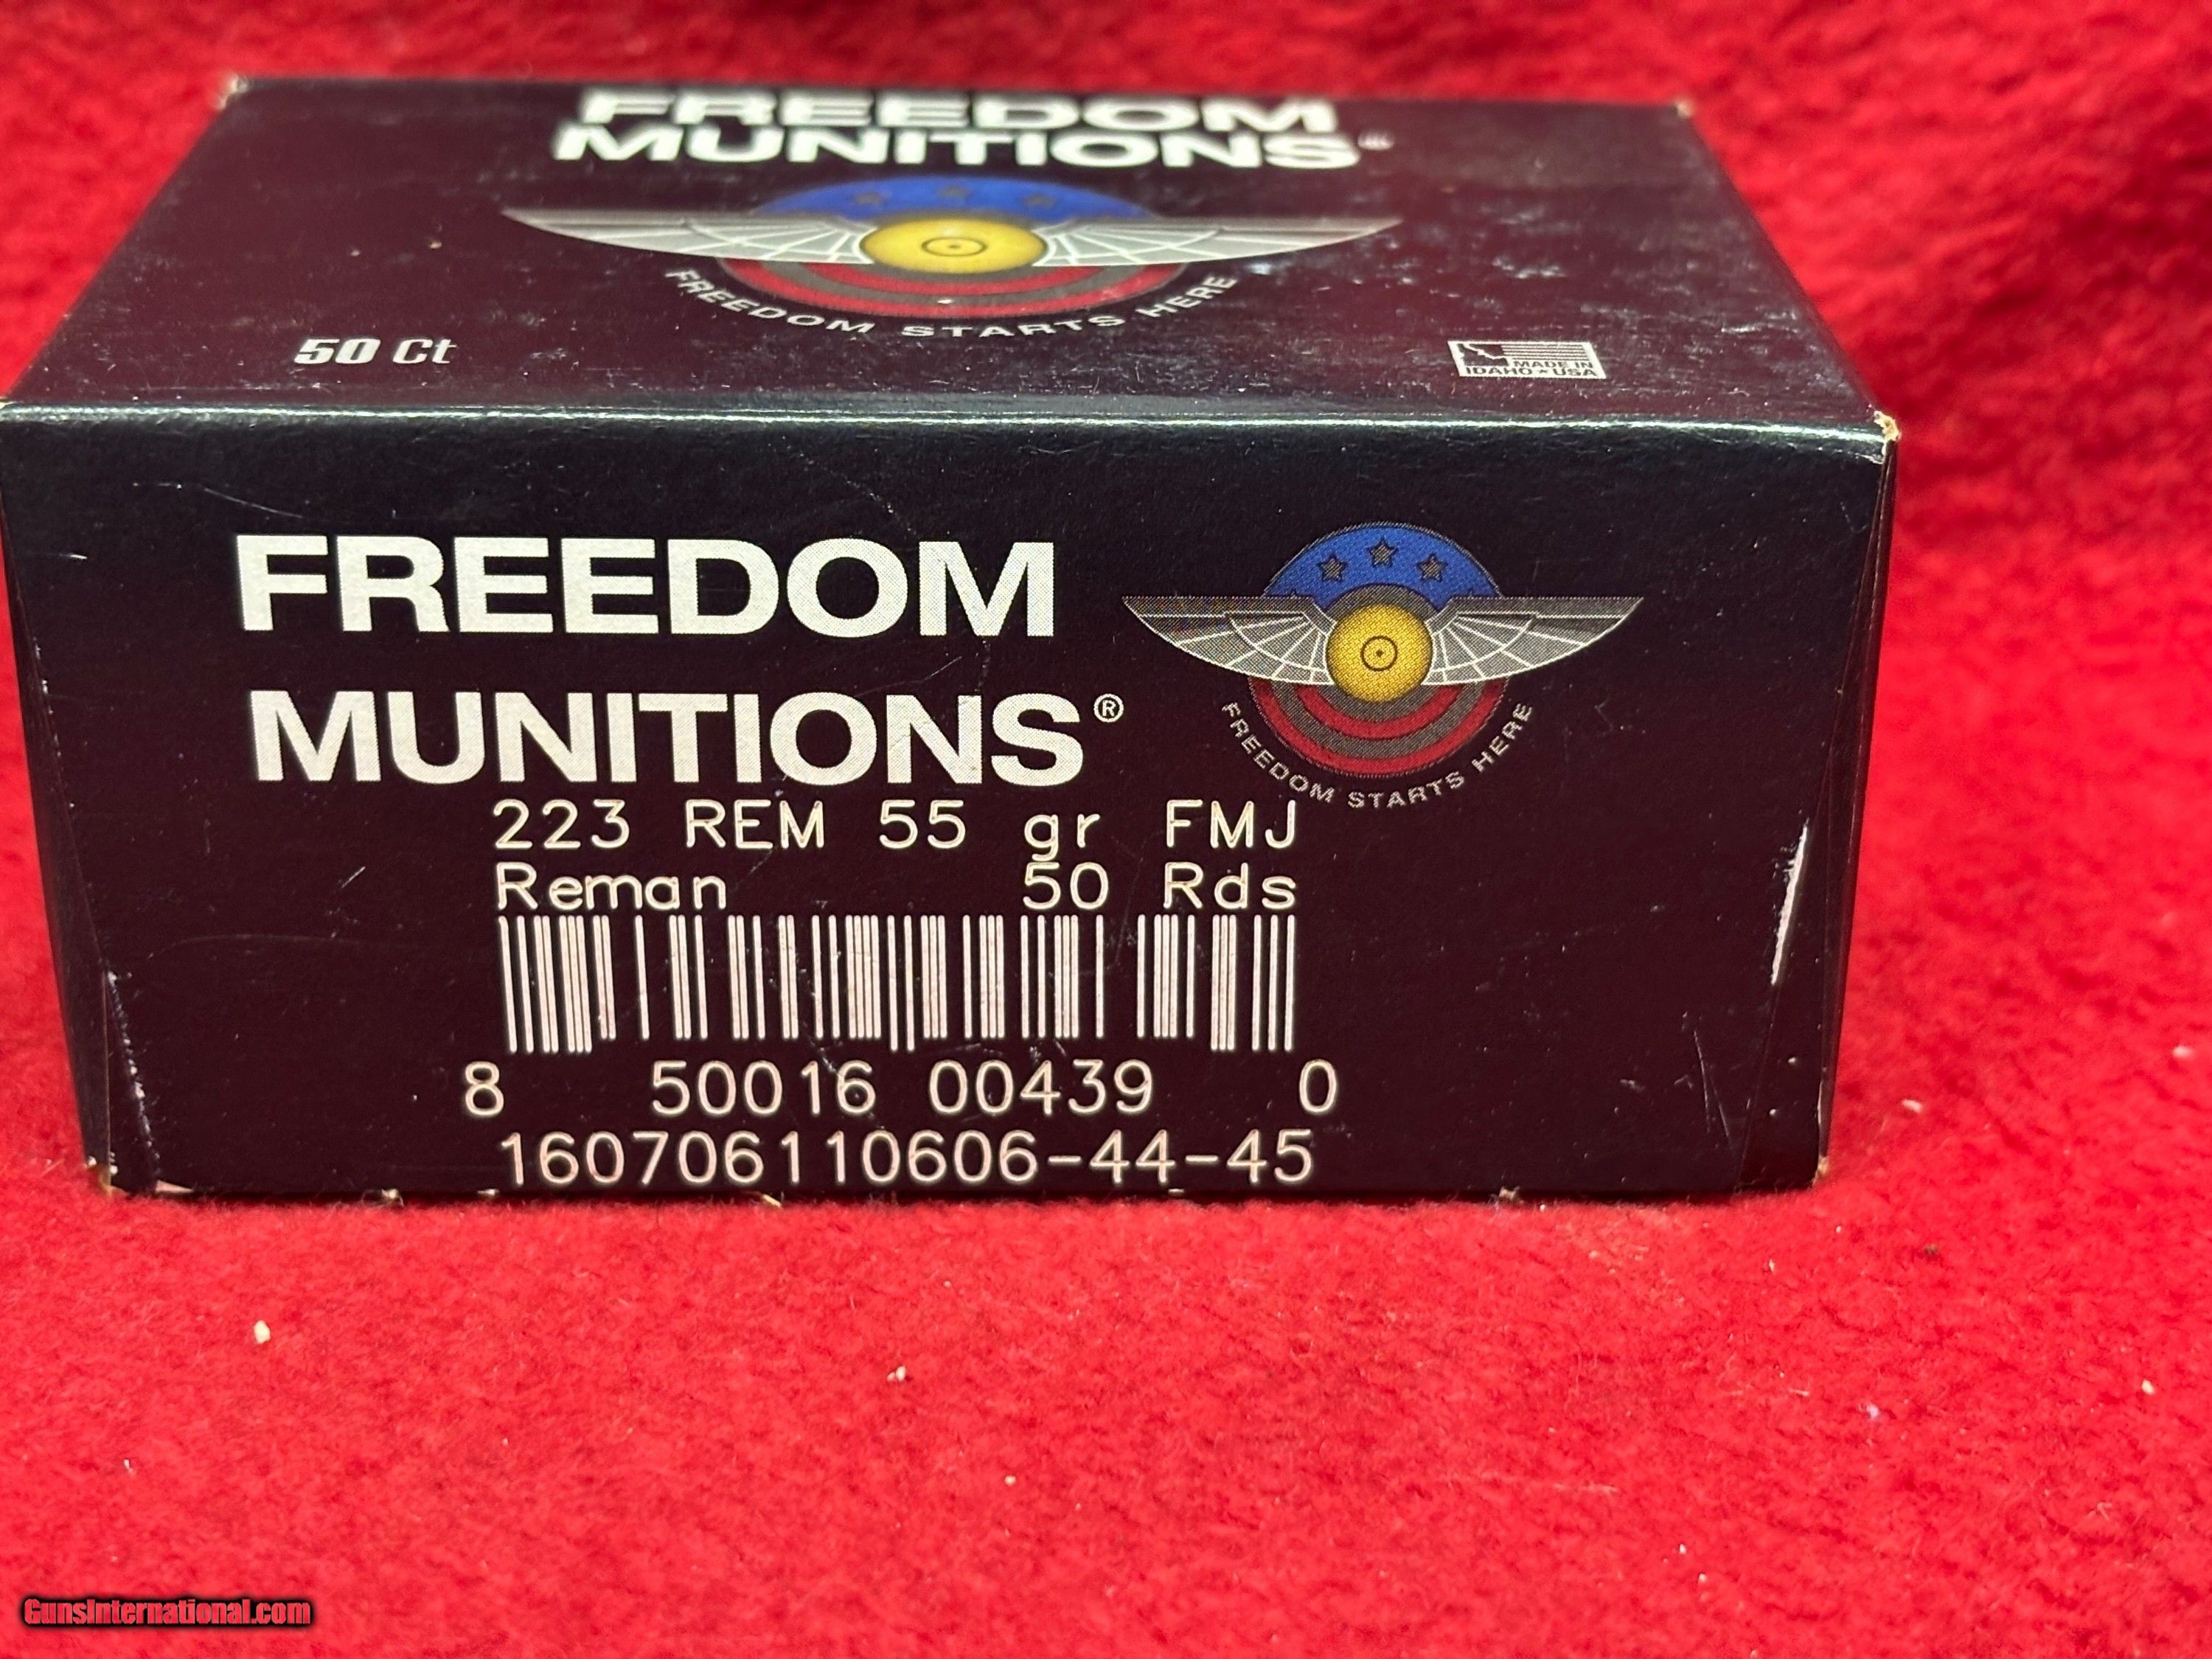 FREEDOM
MUNITIONS®
FREEDOM STARTS HERE
50 Ct
MADE IN
IDAHO ★ USA
FREEDOM
MUNITIONS®
FREEDOM STARTS HERE
223 REM 55 gr FMJ
Reman 50 Rds
8 50016 00439 0
160706110606-44-45
GunsInternational.com